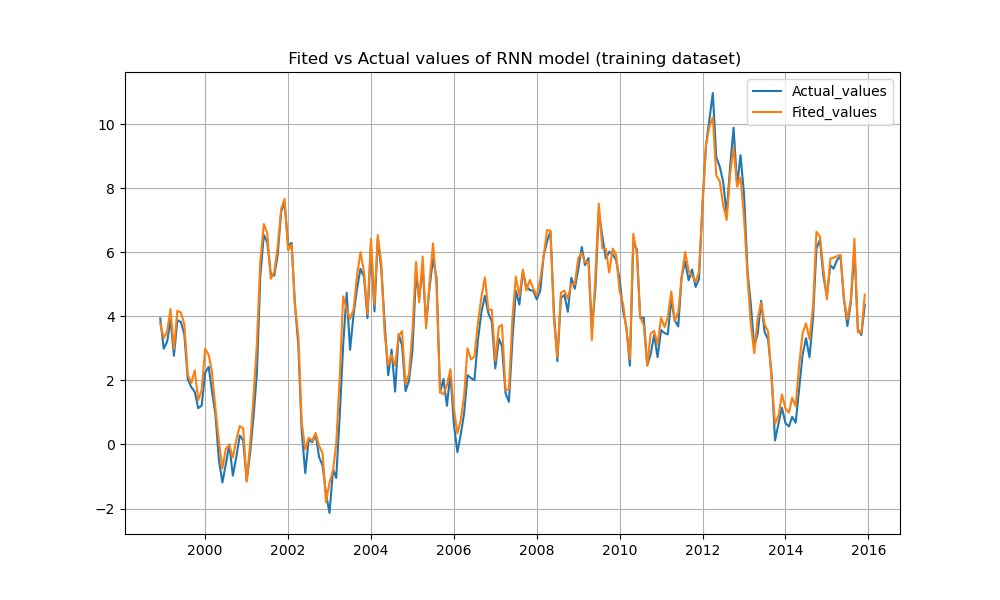 Fited vs Actual values of RNN model (training dataset)
Actual_values
Fited_values
10
8
6
4
2
0
−2
2000 2002 2004 2006 2008 2010 2012 2014 2016